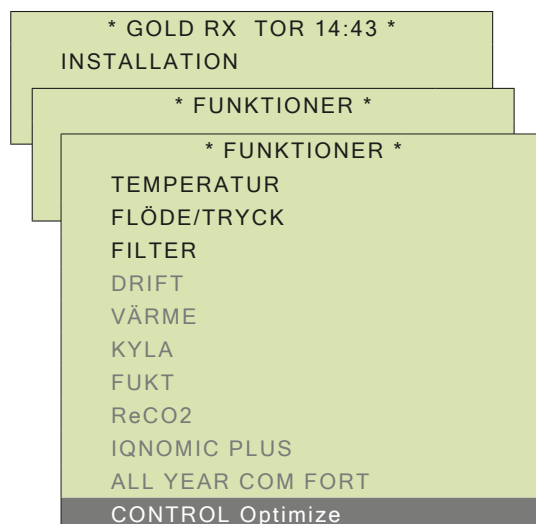 * GOLD RX  TOR 14:43 *
INSTALLATION
* FUNKTIONER *
* FUNKTIONER *
TEMPERATUR
FLÖDE/TRYCK
FILTER
DRIFT
VÄRME
KYLA
FUKT
ReCO2
IQNOMIC PLUS
ALL YEAR COM FORT
CONTROL Optimize